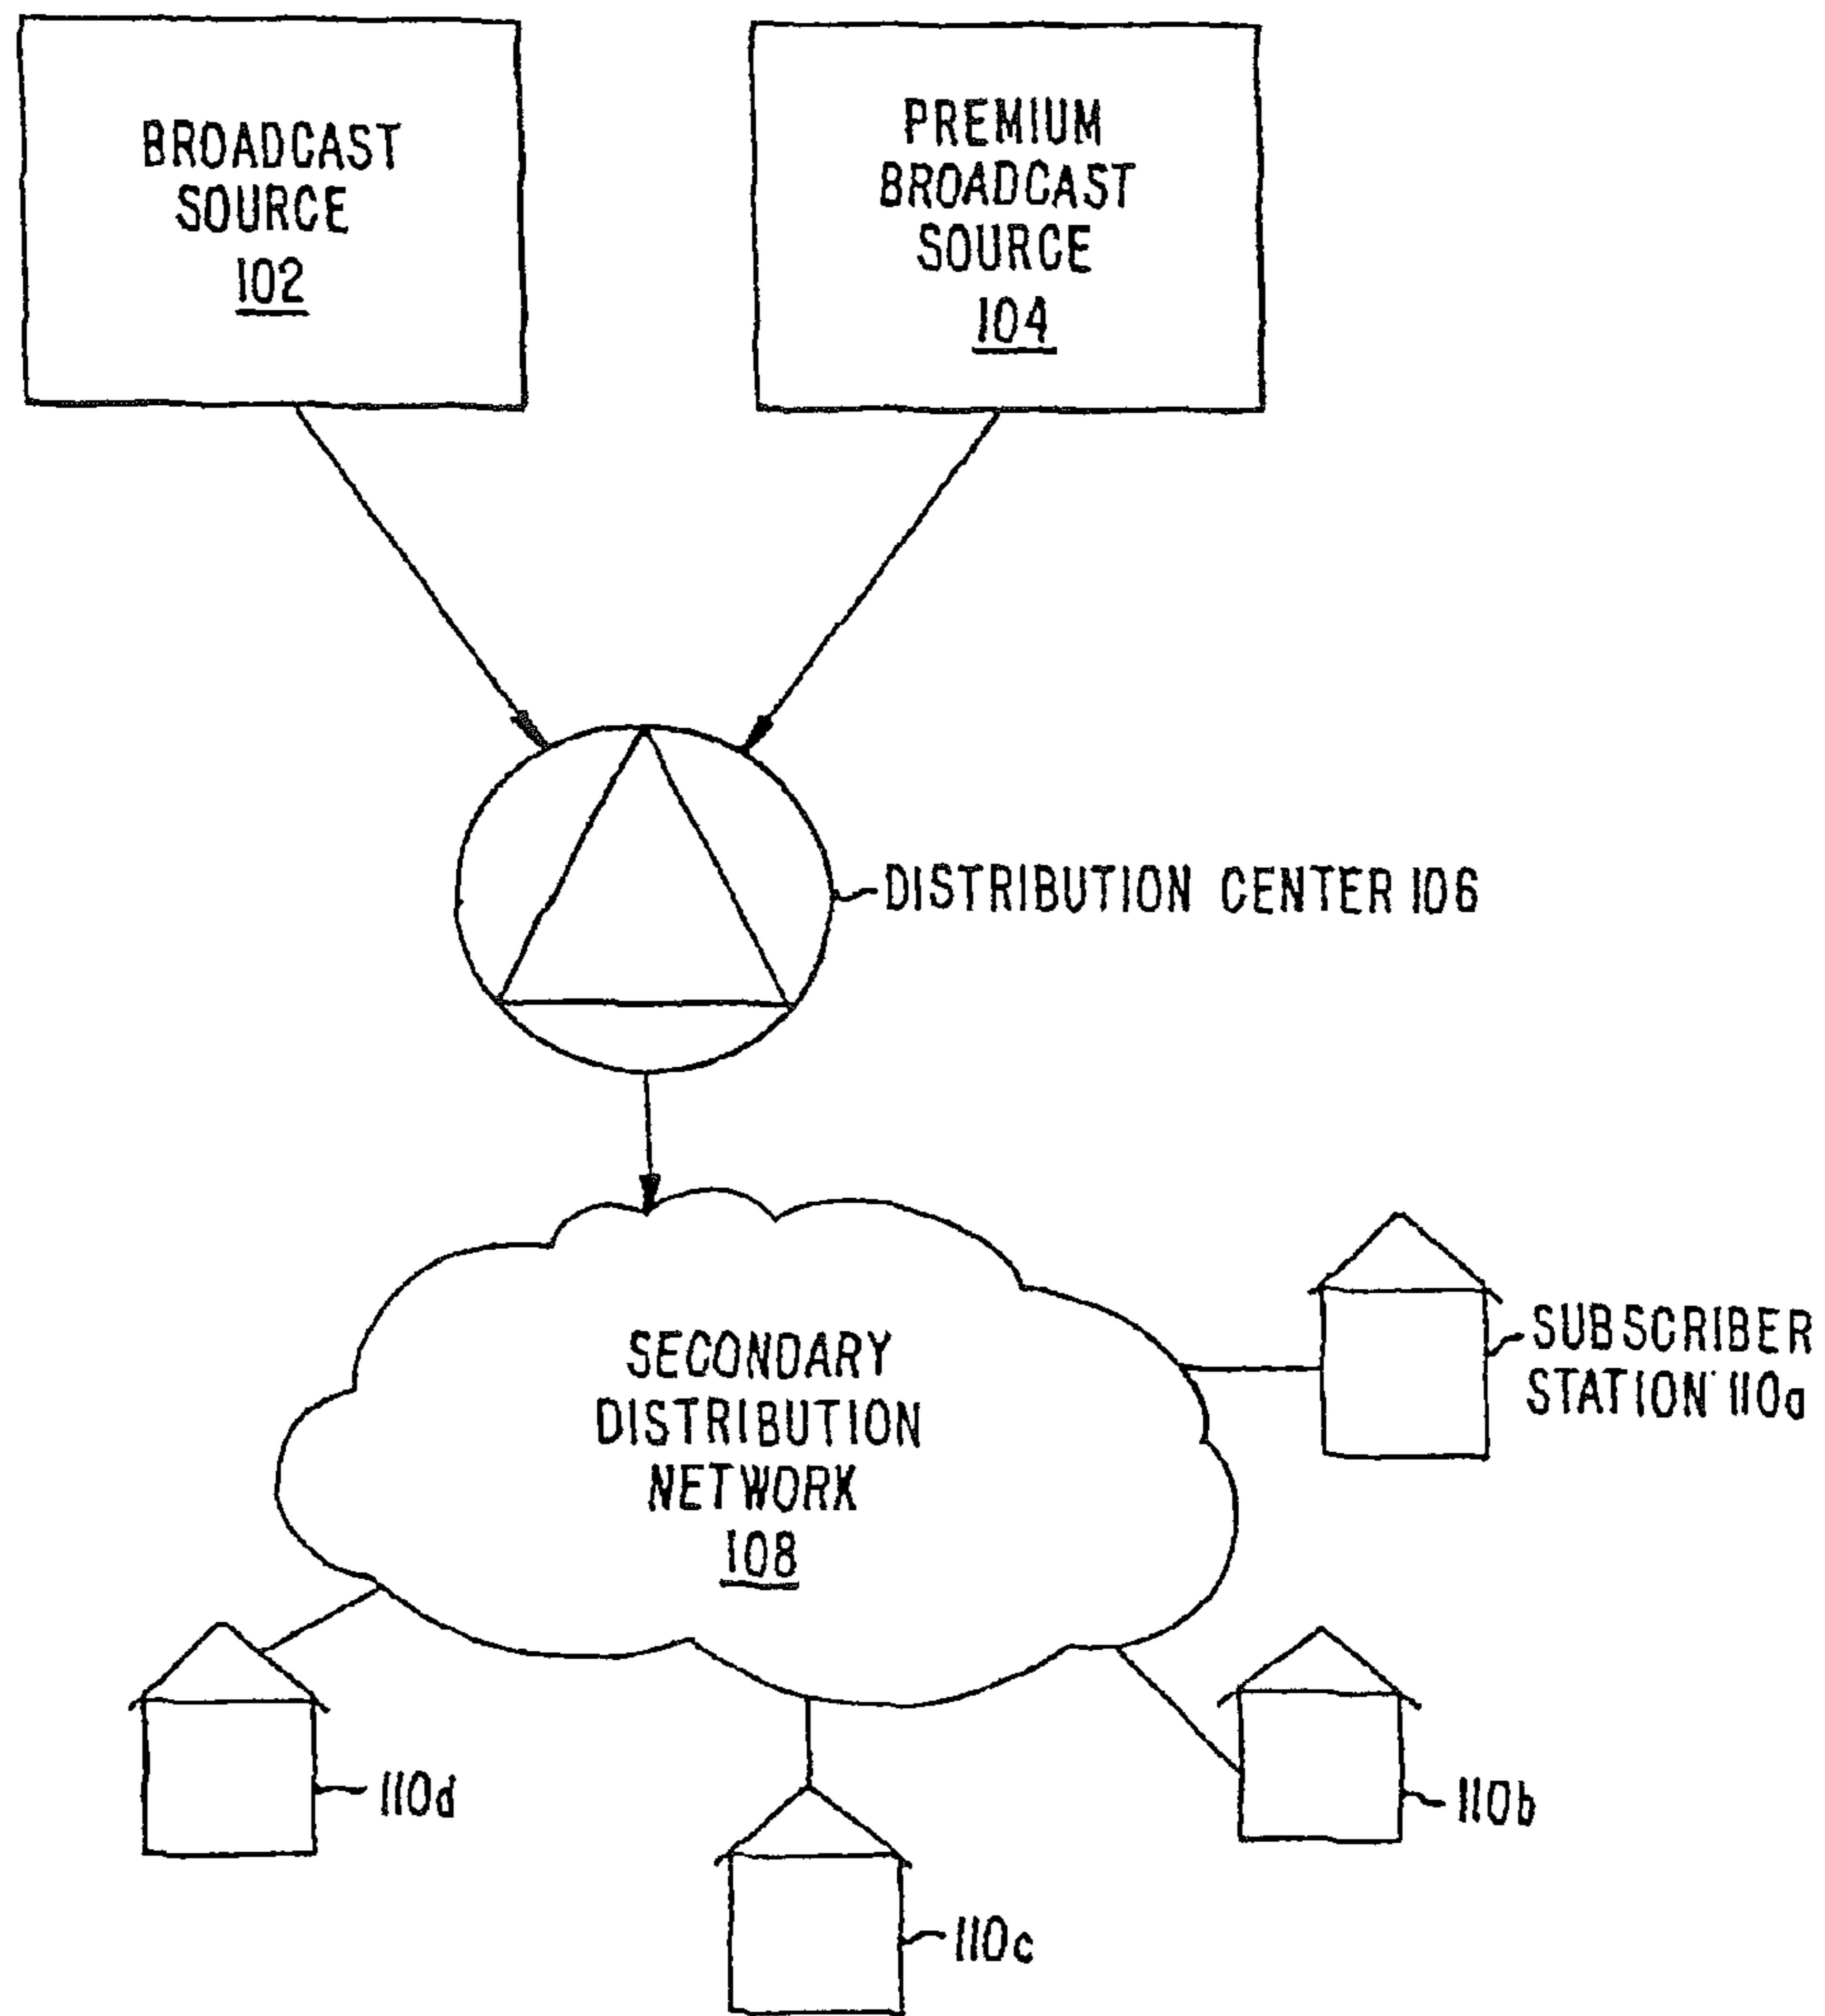 BROADCAST
SOURCE
102
PREMIUM
BROADCAST
SOURCE
104
DISTRIBUTION CENTER 106
SECONDARY
DISTRIBUTION
NETWORK
108
SUBSCRIBER
STATION 110a
110d
110b
110c